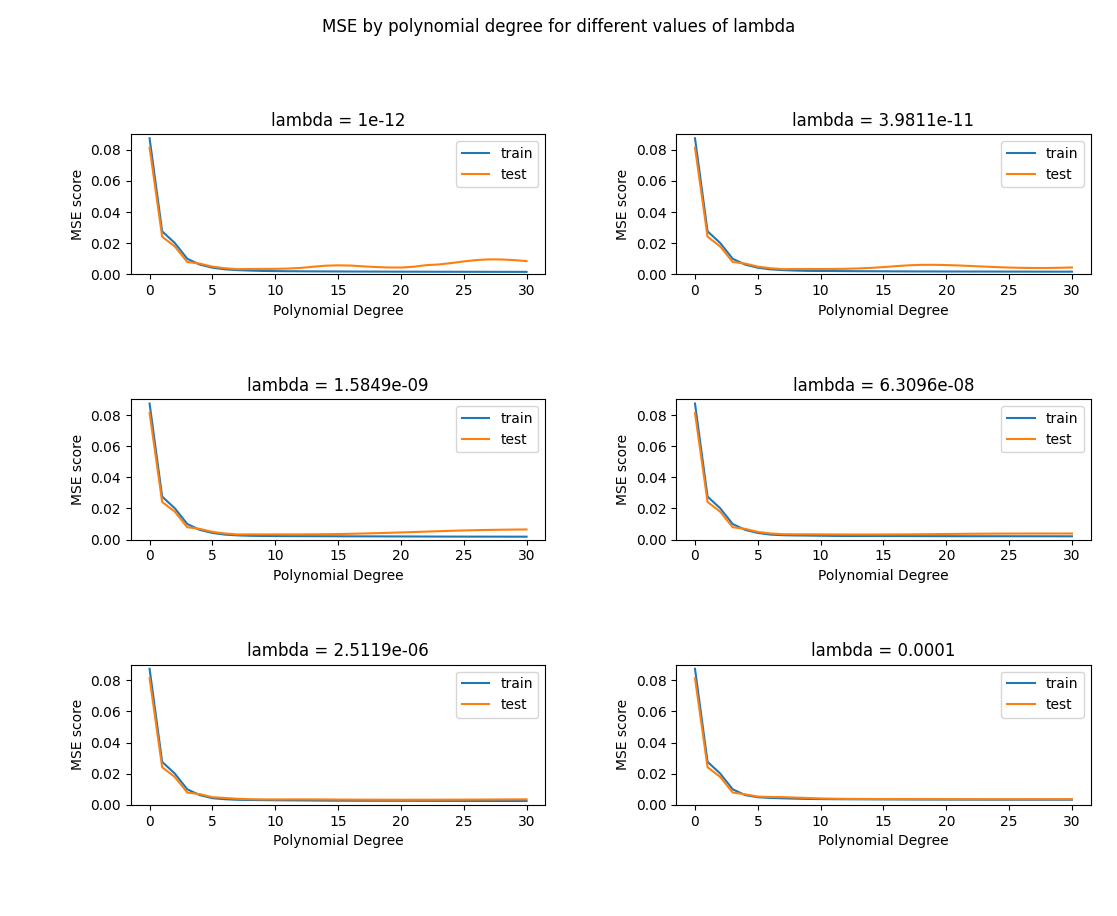 MSE by polynomial degree for different values of lambda
lambda = 1e-12
MSE score
0.08
0.06
0.04
0.02
0.00
train
test
0 5 10 15 20 25 30
Polynomial Degree
lambda = 3.9811e-11
MSE score
0.08
0.06
0.04
0.02
0.00
train
test
0 5 10 15 20 25 30
Polynomial Degree
lambda = 1.5849e-09
MSE score
0.08
0.06
0.04
0.02
0.00
train
test
0 5 10 15 20 25 30
Polynomial Degree
lambda = 6.3096e-08
MSE score
0.08
0.06
0.04
0.02
0.00
train
test
0 5 10 15 20 25 30
Polynomial Degree
lambda = 2.5119e-06
MSE score
0.08
0.06
0.04
0.02
0.00
train
test
0 5 10 15 20 25 30
Polynomial Degree
lambda = 0.0001
MSE score
0.08
0.06
0.04
0.02
0.00
train
test
0 5 10 15 20 25 30
Polynomial Degree